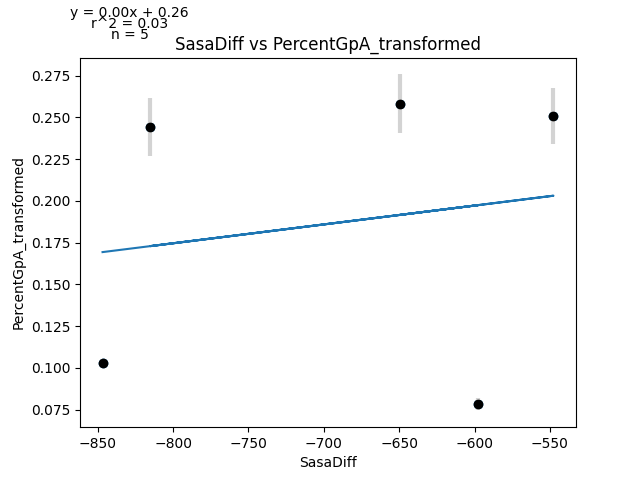 y = 0.00x + 0.26
r^2 = 0.03
n = 5
SasaDiff vs PercentGpA_transformed
0.275
0.250
0.225
0.200
0.175
0.150
0.125
0.100
0.075
PercentGpA_transformed
−850 −800 −750 −700 −650 −600 −550
SasaDiff